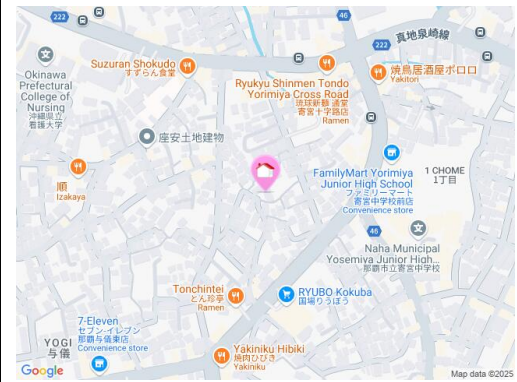 46
222
真地泉崎線
222
Okinawa
Prefectural
College of
Nursing
沖縄県立
看護大学
Suzuran Shokudo
すずらん食堂
Ryukyu Shinmen Tondo
Yorimiya Cross Road
琉球新麺 通堂
寄宮十字路店
Ramen
焼鳥居酒屋ポロロ
Yakitori
座安土地建物
順
Izakaya
FamilyMart Yorimiya
Junior High School
ファミリーマート
寄宮中学校前店
Convenience store
1 CHOME
1丁目
46
Naha Municipal
Yosemiya Junior High...
那覇市立寄宮中学校
Tonchintei
とん珍亭
Ramen
RYUBO Kokuba
国場りうぼう
7-Eleven
セブン-イレブン
那覇与儀東店
Convenience store
YOGI
与儀
Yakiniku Hibiki
焼肉ひびき
Yakiniku
Google
Map data ©2025